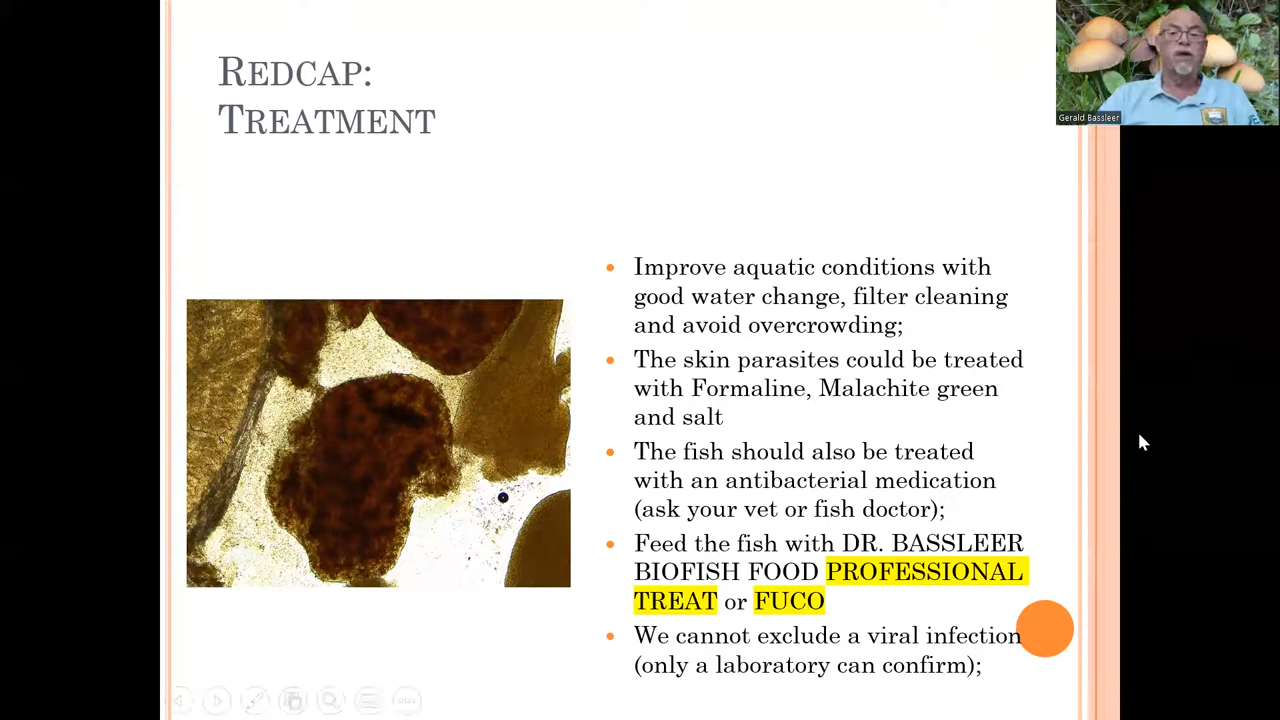 REDCAP:
TREATMENT
Gerald Bassleer
Improve aquatic conditions with
good water change, filter cleaning
and avoid overcrowding;
The skin parasites could be treated
with Formaline, Malachite green
and salt
The fish should also be treated
with an antibacterial medication
(ask your vet or fish doctor);
Feed the fish with DR. BASSLEER
BIOFISH FOOD PROFESSIONAL
TREAT or FUCO
We cannot exclude a viral infection
(only a laboratory can confirm);